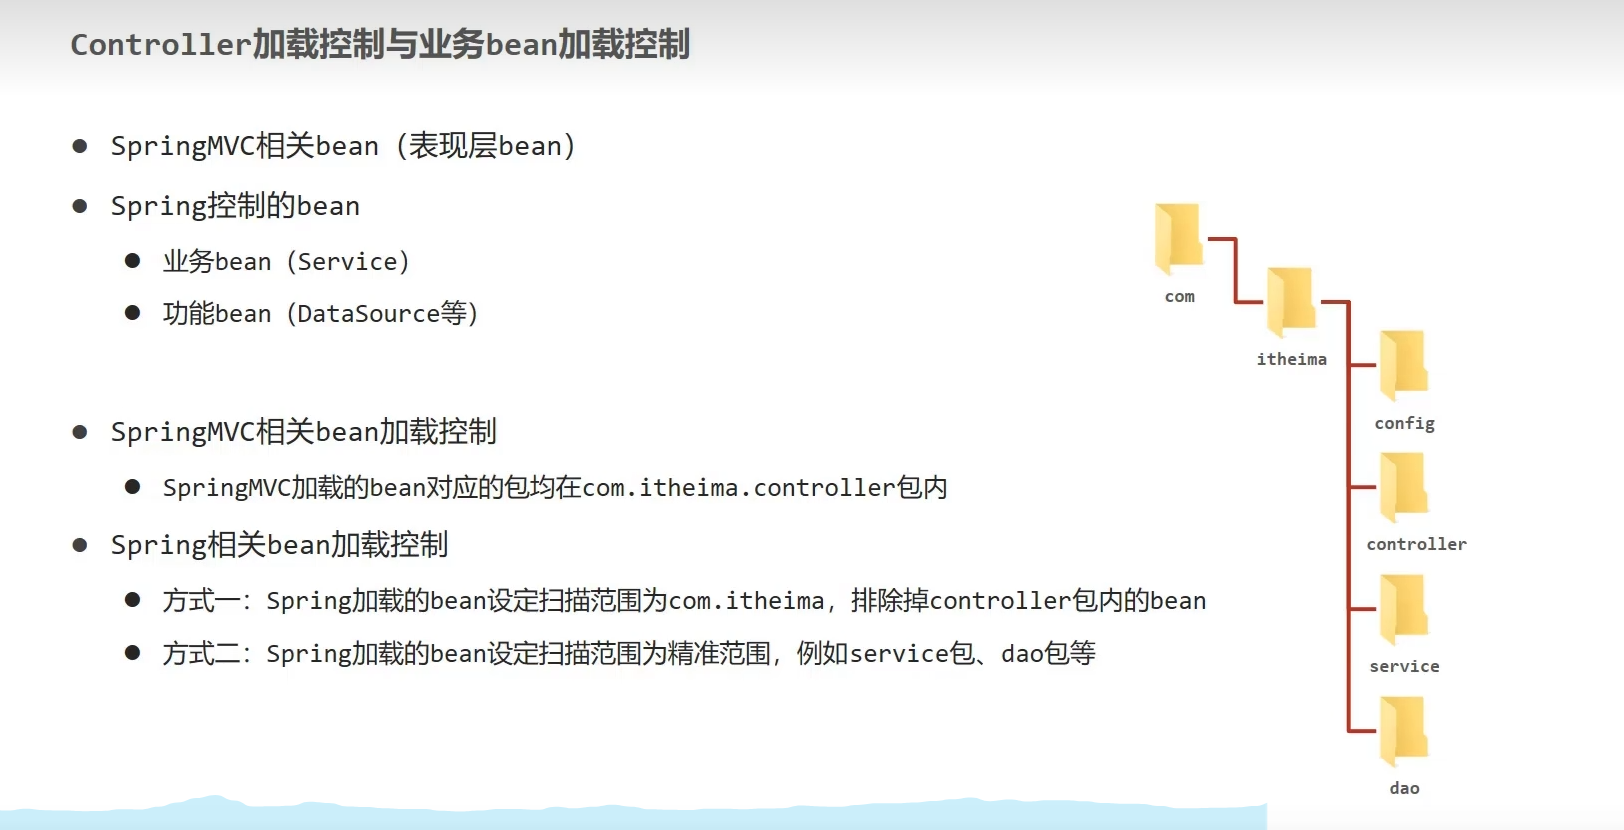 Controller加载控制与业务bean加载控制
SpringMVC相关bean（表现层bean）
Spring控制的bean
业务bean（Service）
功能bean（DataSource等）
SpringMVC相关bean加载控制
SpringMVC加载的bean对应的包均在com.itheima.controller包内
Spring相关bean加载控制
方式一：Spring加载的bean设定扫描范围为com.itheima，排除掉controller包内的bean
方式二：Spring加载的bean设定扫描范围为精准范围，例如service包、dao包等
com
itheima
config
controller
service
dao